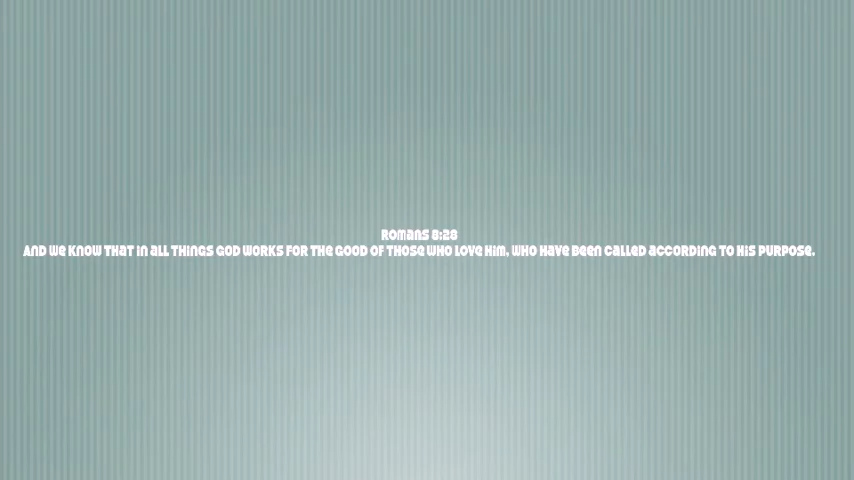 Romans 8:28
And we know that in all things God works for the good of those who love Him, who have been called according to His purpose.